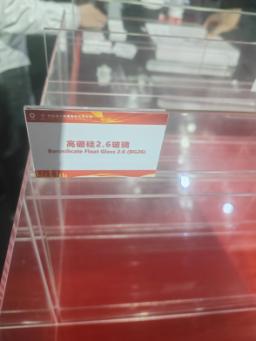 高硼硅2.6玻璃
Borosilicate Float Glass 2.6 (BG26)